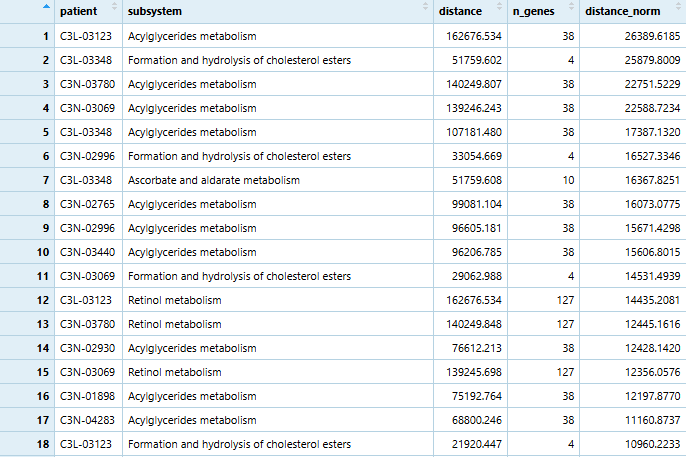 patient subsystem distance n_genes distance_norm
1 C3L-03123 Acylglycerides metabolism 162676.534 38 26389.6185
2 C3L-03348 Formation and hydrolysis of cholesterol esters 51759.602 4 25879.8009
3 C3N-03780 Acylglycerides metabolism 140249.807 38 22751.5229
4 C3N-03069 Acylglycerides metabolism 139246.243 38 22588.7234
5 C3L-03348 Acylglycerides metabolism 107181.480 38 17387.1320
6 C3N-02996 Formation and hydrolysis of cholesterol esters 33054.669 4 16527.3346
7 C3L-03348 Ascorbate and aldarate metabolism 51759.608 10 16367.8251
8 C3N-02765 Acylglycerides metabolism 99081.104 38 16073.0775
9 C3N-02996 Acylglycerides metabolism 96605.181 38 15671.4298
10 C3N-03440 Acylglycerides metabolism 96206.785 38 15606.8015
11 C3N-03069 Formation and hydrolysis of cholesterol esters 29062.988 4 14531.4939
12 C3L-03123 Retinol metabolism 162676.534 127 14435.2081
13 C3N-03780 Retinol metabolism 140249.848 127 12445.1616
14 C3N-02930 Acylglycerides metabolism 76612.213 38 12428.1420
15 C3N-03069 Retinol metabolism 139245.698 127 12356.0576
16 C3N-01898 Acylglycerides metabolism 75192.764 38 12197.8770
17 C3N-04283 Acylglycerides metabolism 68800.246 38 11160.8737
18 C3L-03123 Formation and hydrolysis of cholesterol esters 21920.447 4 10960.2233